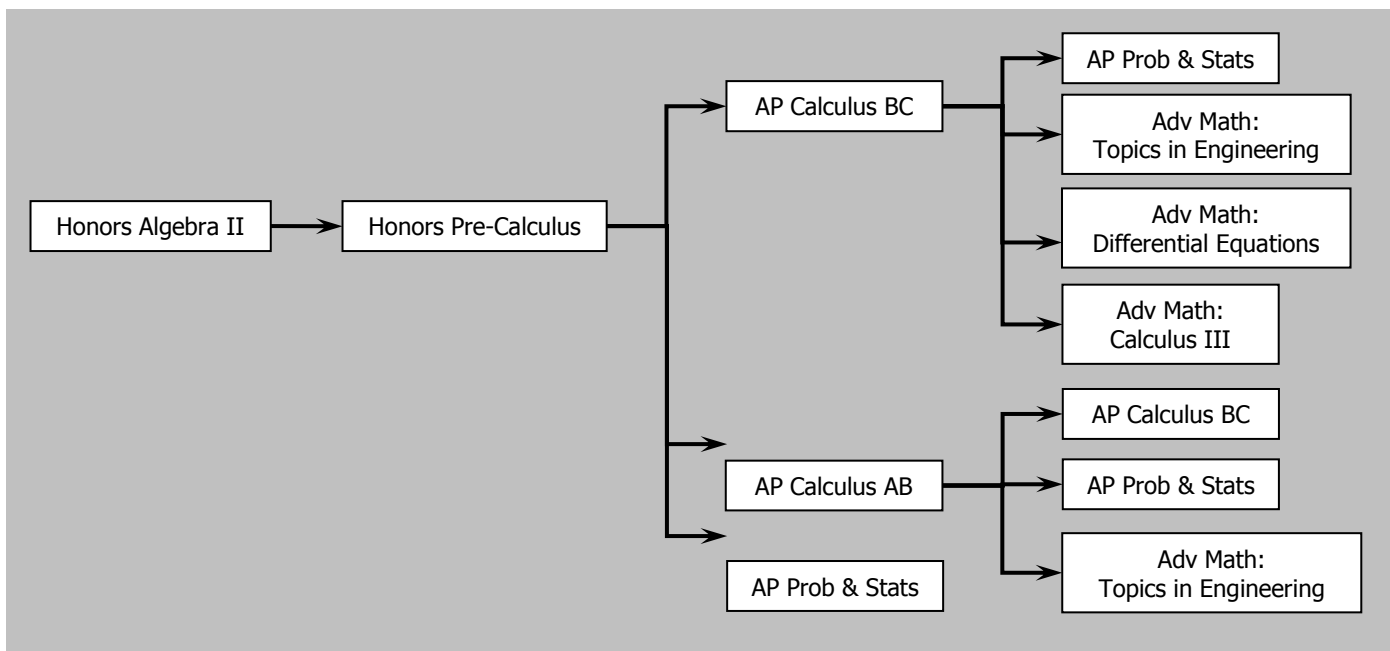 Honors Algebra II
Honors Pre-Calculus
AP Calculus BC
AP Prob & Stats
Adv Math:
Topics in Engineering
Adv Math:
Differential Equations
Adv Math:
Calculus III
AP Calculus AB
AP Calculus BC
AP Prob & Stats
Adv Math:
Topics in Engineering
AP Prob & Stats